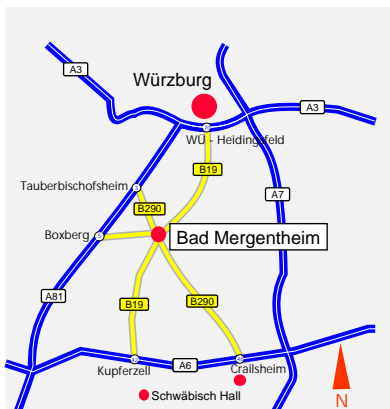 A3
Würzburg
A3
WÜ - Heidingsfeld
B19
Tauberbischofsheim
A7
B290
Boxberg
Bad Mergentheim
A81
B19
B290
Kupferzell
A6
Crailsheim
Schwäbisch Hall
N